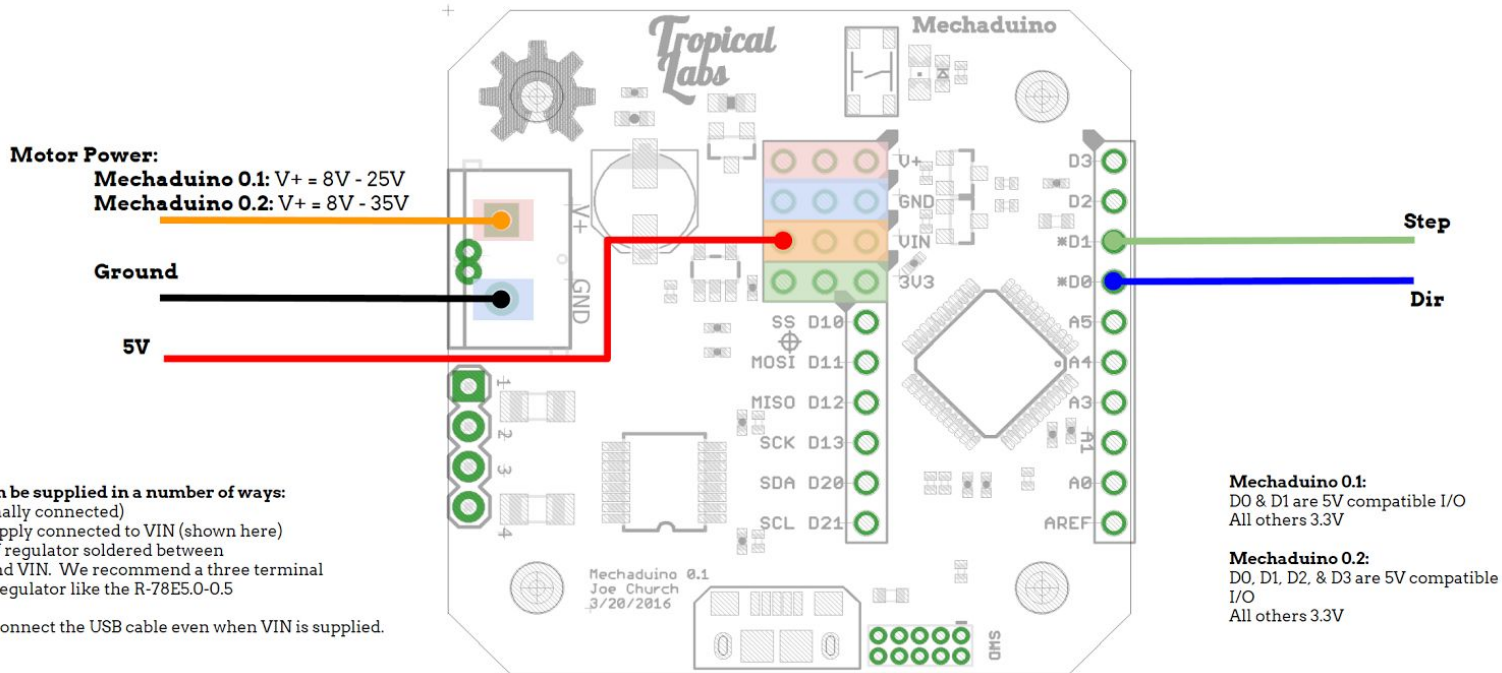 Tropical
Labs
Mechaduino
Motor Power:
Mechaduino 0.1: V+ = 8V - 25V
Mechaduino 0.2: V+ = 8V - 35V
Ground
5V
V+
GND
V+
GND
VIN
3V3
D3
D2
*D1
*D0
A5
A4
A3
A1
A0
AREF
Step
Dir
SS D10
MOSI D11
MISO D12
SCK D13
SDA D20
SCL D21
1
2
3
4
be supplied in a number of ways:
ally connected)
pply connected to VIN (shown here)
regulator soldered between
nd VIN. We recommend a three terminal
egulator like the R-78E5.0-0.5
onnect the USB cable even when VIN is supplied.
Mechaduino 0.1
Joe Church
3/20/2016
SWD
Mechaduino 0.1:
D0 & D1 are 5V compatible I/O
All others 3.3V
Mechaduino 0.2:
D0, D1, D2, & D3 are 5V compatible
I/O
All others 3.3V